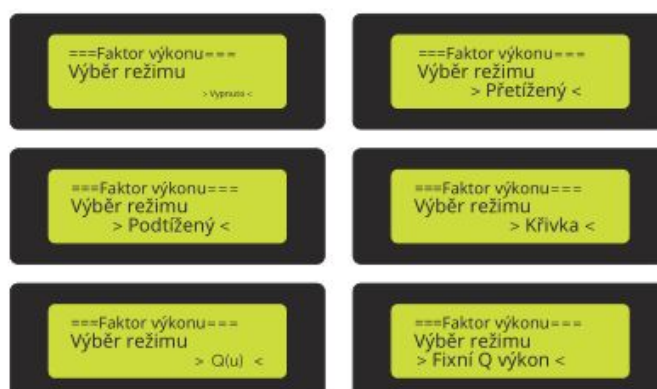 ===Faktor výkonu===
Výběr režimu
> Vypnuto <
===Faktor výkonu===
Výběr režimu
> Přetížený <
===Faktor výkonu===
Výběr režimu
> Podtížený <
===Faktor výkonu===
Výběr režimu
> Křivka <
===Faktor výkonu===
Výběr režimu
> Q(u) <
===Faktor výkonu===
Výběr režimu
> Fixní Q výkon <